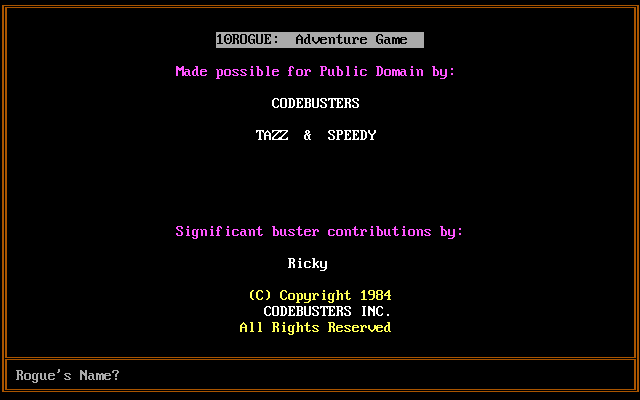 10ROGUE:  Adventure Game
Made possible for Public Domain by:
CODEBUSTERS
TAZZ  &  SPEEDY
Significant buster contributions by:
Ricky
(C) Copyright 1984
CODEBUSTERS INC.
All Rights Reserved
Rogue's Name?